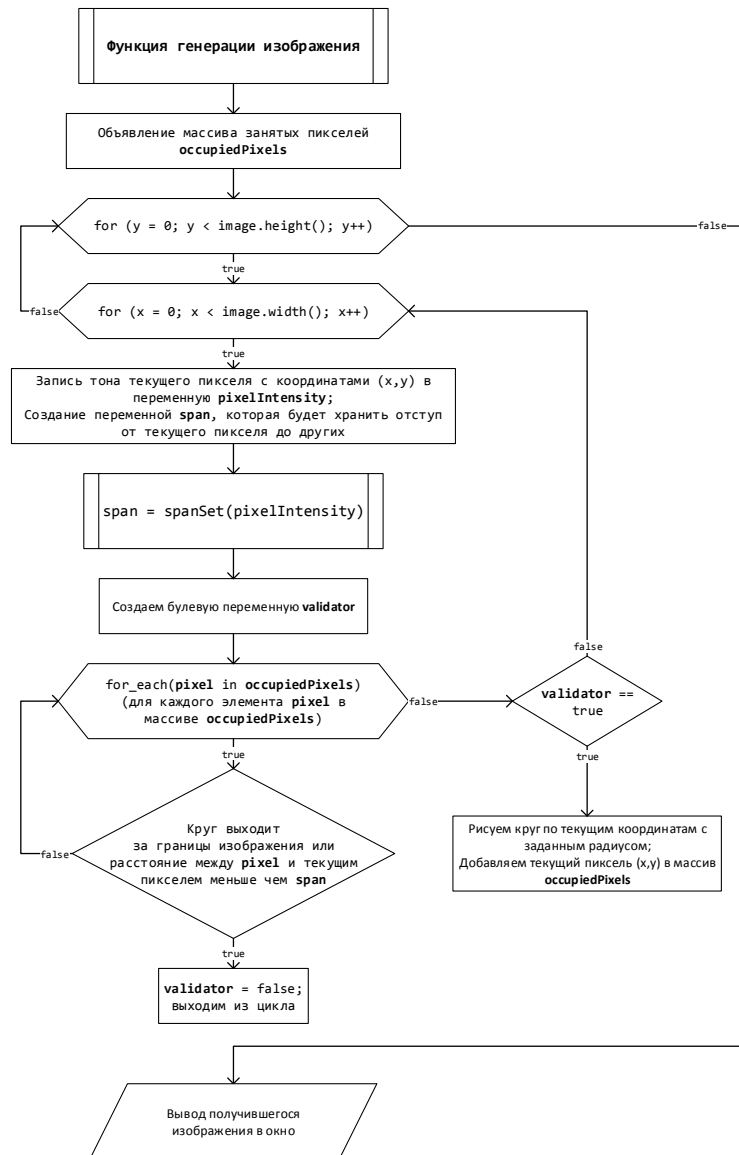 Функция генерации изображения
Объявление массива занятых пикселей
occupiedPixels
for (y = 0; y < image.height(); y++)
false
true
for (x = 0; x < image.width(); x++)
false
true
Запись тона текущего пикселя с координатами (x,y) в
переменную pixelIntensity;
Создание переменной span, которая будет хранить отступ
от текущего пикселя до других
span = spanSet(pixelIntensity)
Создаем булевую переменную validator
for_each(pixel in occupiedPixels)
(для каждого элемента pixel в
массиве occupiedPixels)
false
true
false
validator ==
true
true
Круг выходит
за границы изображения или
расстояние между pixel и текущим
пикселем меньше чем span
false
true
Рисуем круг по текущим координатам с
заданным радиусом;
Добавляем текущий пиксель (x,y) в массив
occupiedPixels
validator = false;
выходим из цикла
Вывод получившегося
изображения в окно